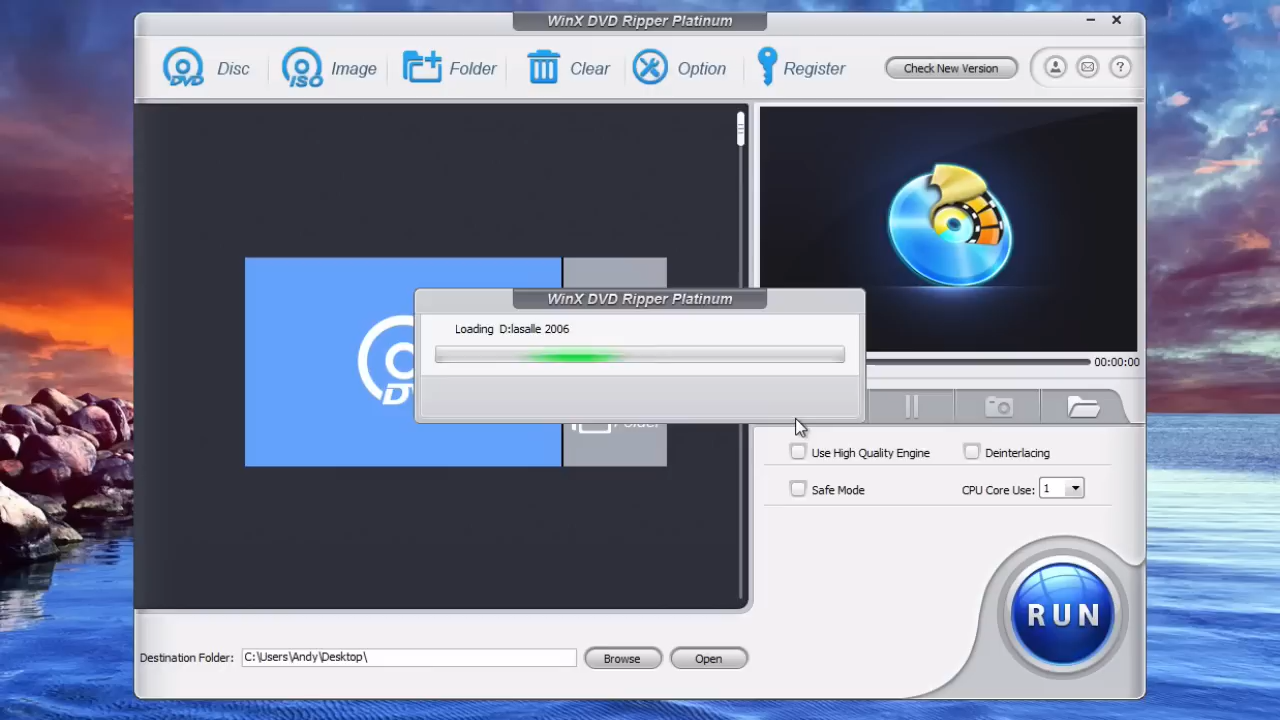 WinX DVD Ripper Platinum
DVD Disc
ISO Image
Folder
Clear
Option
Register
Check New Version
?
WinX DVD Ripper Platinum
Loading D:lasalle 2006
00:00:00
Use High Quality Engine
Deinterlacing
Safe Mode
CPU Core Use: 1
RUN
Destination Folder: C:\Users\Andy\Desktop\
Browse
Open